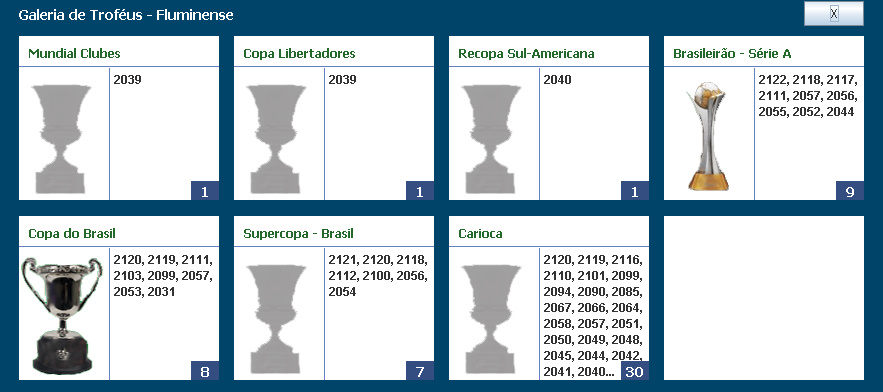 Galeria de Troféus - Fluminense
X
Mundial Clubes
2039
1
Copa Libertadores
2039
1
Recopa Sul-Americana
2040
1
Brasileirão - Série A
2122, 2118, 2117,
2111, 2057, 2056,
2055, 2052, 2044
9
Copa do Brasil
2120, 2119, 2111,
2103, 2099, 2057,
2053, 2031
8
Supercopa - Brasil
2121, 2120, 2118,
2112, 2100, 2056,
2054
7
Carioca
2120, 2119, 2116,
2110, 2101, 2099,
2094, 2090, 2085,
2067, 2066, 2064,
2058, 2057, 2051,
2050, 2049, 2048,
2045, 2044, 2042,
2041, 2040...
30